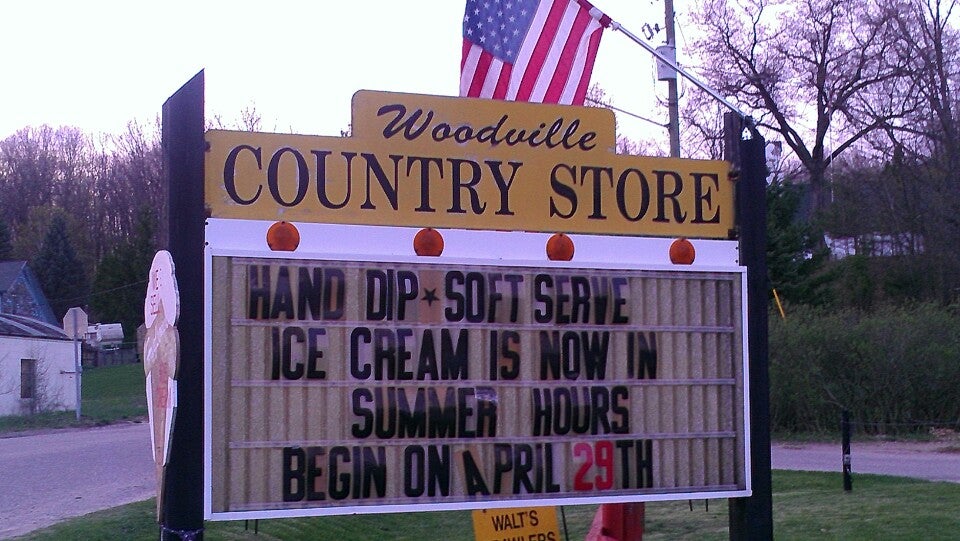 Woodville
COUNTRY STORE
HAND DIP★SOFT SERVE
ICE CREAM IS NOW IN
SUMMER HOURS
BEGIN ON APRIL 29TH
WALT'S